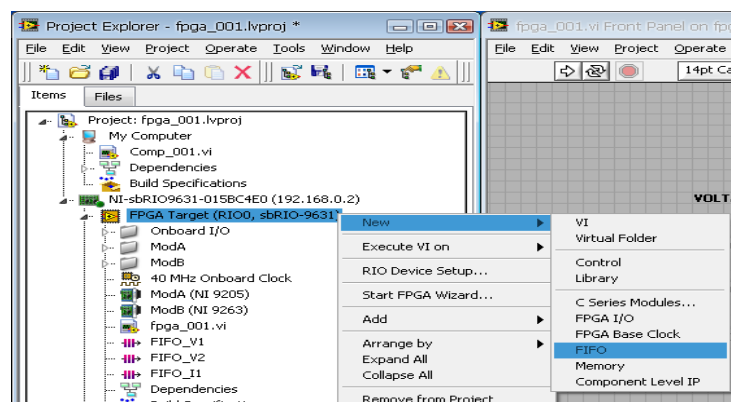 Project Explorer - fpga_001.lvproj *
File Edit View Project Operate Tools Window Help
Items Files
Project: fpga_001.lvproj
My Computer
Comp_001.vi
Dependencies
Build Specifications
NI-sbRIO9631-015BC4E0 (192.168.0.2)
FPGA Target (RIO0, sbRIO-9631)
Onboard I/O
ModA
ModB
40 MHz Onboard Clock
ModA (NI 9205)
ModB (NI 9263)
fpga_001.vi
FIFO_V1
FIFO_V2
FIFO_I1
Dependencies
New
Execute VI on
RIO Device Setup...
Start FPGA Wizard...
Add
Arrange by
Expand All
Collapse All
Remove from Project
fpga_001.vi Front Panel on fpg
File Edit View Project Operate
14pt Ca
VOLT
VI
Virtual Folder
Control
Library
C Series Modules...
FPGA I/O
FPGA Base Clock
FIFO
Memory
Component Level IP